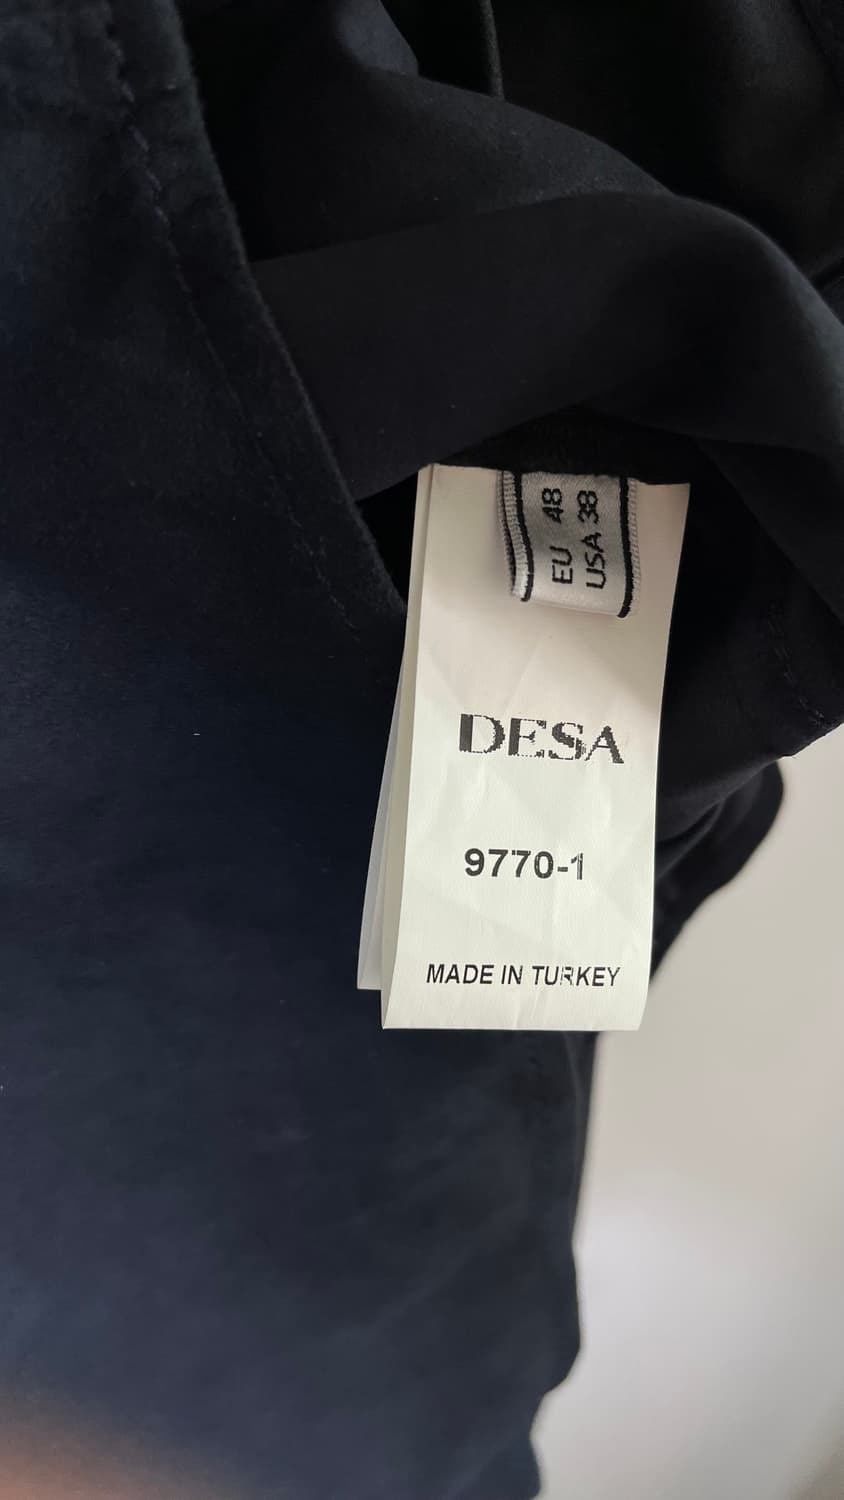 EU 48
USA 38
DESA
9770-1
MADE IN TURKEY